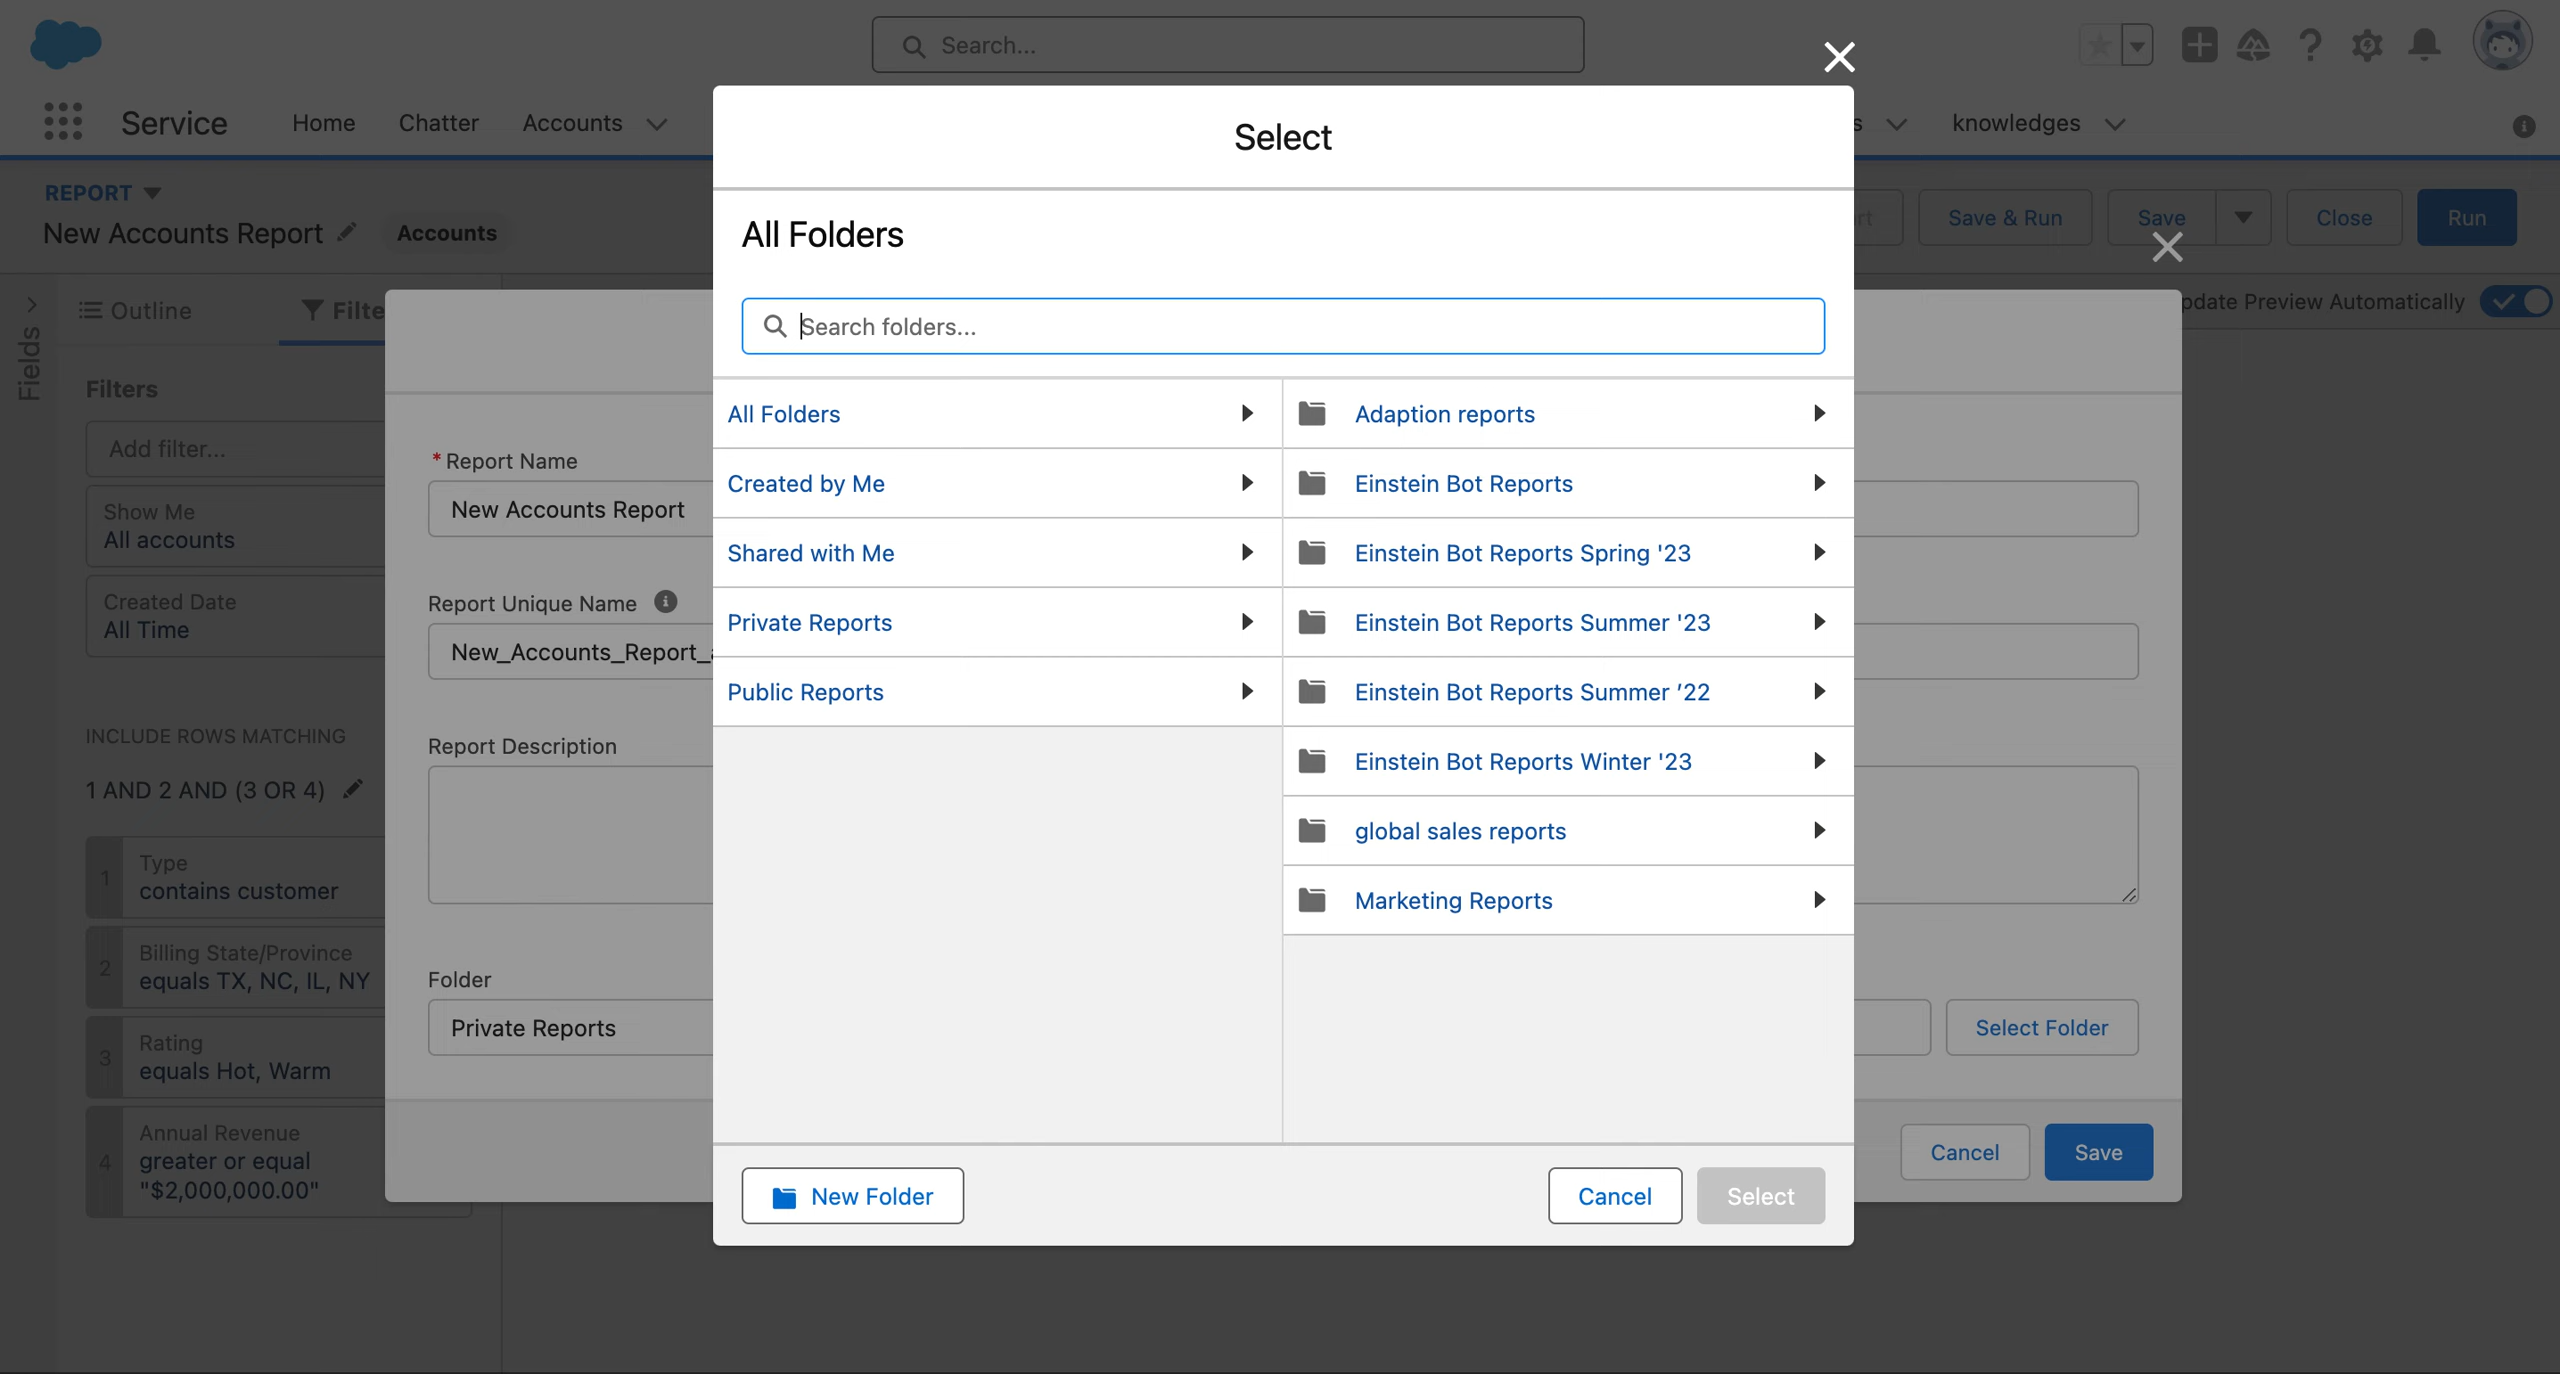 Search...
Service
Home
Chatter
Accounts
s
knowledges
REPORT
New Accounts Report
Accounts
Save & Run
Save
Close
Run
Outline
Filte
pdate Preview Automatically
Fields
Filters
Add filter...
Show Me
All accounts
Created Date
All Time
INCLUDE ROWS MATCHING
1 AND 2 AND (3 OR 4)
1
Type
contains customer
2
Billing State/Province
equals TX, NC, IL, NY
3
Rating
equals Hot, Warm
4
Annual Revenue
greater or equal
"$2,000,000.00"
* Report Name
New Accounts Report
Report Unique Name
New_Accounts_Report_
Report Description
Folder
Private Reports
Select Folder
Cancel
Save
Select
All Folders
Search folders...
All Folders
Created by Me
Shared with Me
Private Reports
Public Reports
Adaption reports
Einstein Bot Reports
Einstein Bot Reports Spring '23
Einstein Bot Reports Summer '23
Einstein Bot Reports Summer ’22
Einstein Bot Reports Winter '23
global sales reports
Marketing Reports
New Folder
Cancel
Select